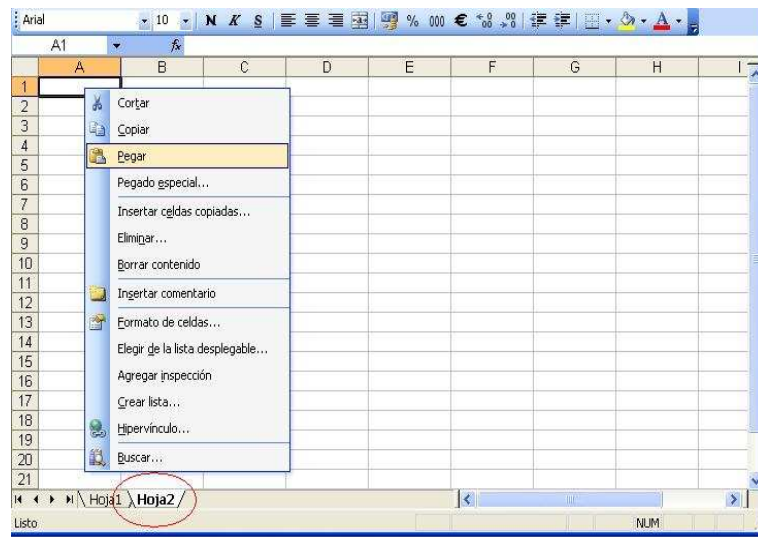 Arial 10 N K S % 000 €
A1 fx
A B C D E F G H I
1
2 Cortar
3 Copiar
4
5 Pegar
6 Pegado especial...
7 Insertar celdas copiadas...
8
9 Eliminar...
10 Borrar contenido
11
12 Insertar comentario
13 Formato de celdas...
14 Elegir de la lista desplegable...
15
16 Agregar inspección
17 Crear lista...
18 Hipervínculo...
19
20 Buscar...
21
Hoja1 Hoja2
Listo NUM